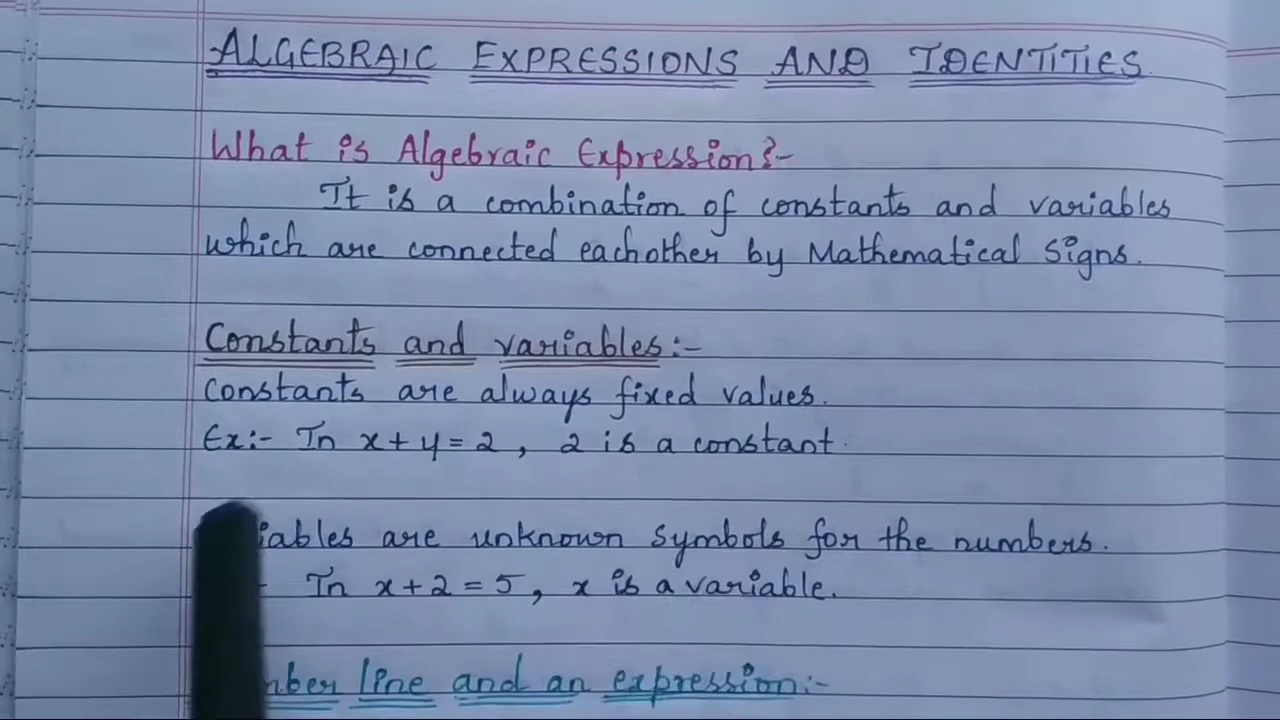 ALGEBRAIC EXPRESSIONS AND IDENTITIES
What is Algebraic Expression?-
It is a combination of constants and variables
which are connected eachother by Mathematical Signs.
Constants and variables:-
Constants are always fixed values.
Ex:- In x+y=2, 2 is a constant.
iables are unknown symbols for the numbers.
- In x+2=5, x is a variable.
mber line and an expression:-